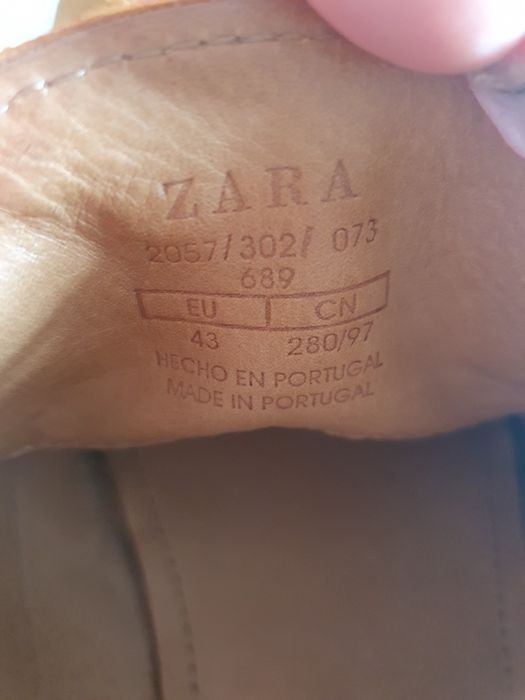 ZARA
2057/302/ 073
689
EU CN
43 280/97
HECHO EN PORTUGAL
MADE IN PORTUGAL